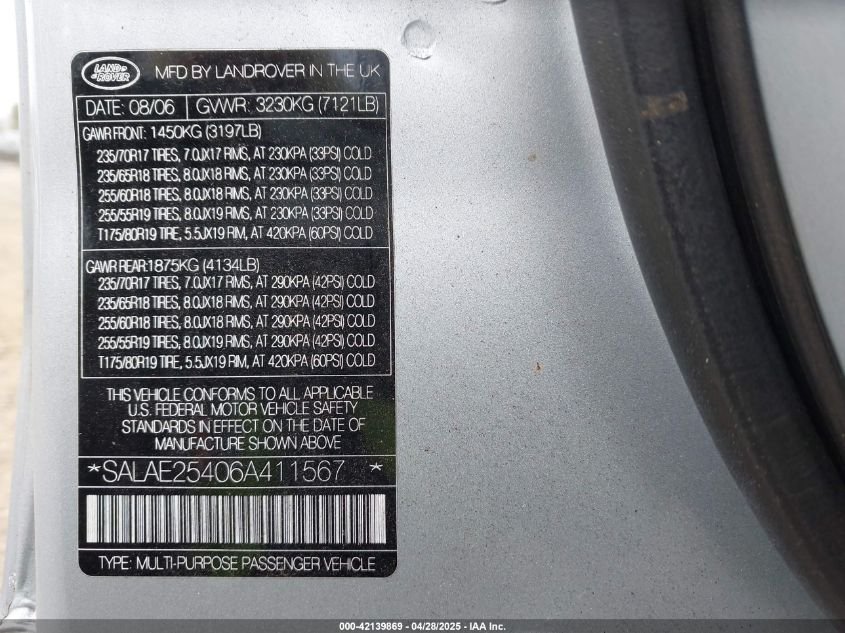 LAND ROVER MFD BY LANDROVER IN THE UK
DATE: 08/06 GVWR: 3230KG (7121LB)
GAWR FRONT: 1450KG (3197LB)
235/70R17 TIRES, 7.0JX17 RIMS, AT 230KPA (33PSI) COLD
235/65R18 TIRES, 8.0JX18 RIMS, AT 230KPA (33PSI) COLD
255/60R18 TIRES, 8.0JX18 RIMS, AT 230KPA (33PSI) COLD
255/55R19 TIRES, 8.0JX19 RIMS, AT 230KPA (33PSI) COLD
T175/80R19 TIRE, 5.5JX19 RIM, AT 420KPA (60PSI) COLD
GAWR REAR: 1875KG (4134LB)
235/70R17 TIRES, 7.0JX17 RIMS, AT 290KPA (42PSI) COLD
235/65R18 TIRES, 8.0JX18 RIMS, AT 290KPA (42PSI) COLD
255/60R18 TIRES, 8.0JX18 RIMS, AT 290KPA (42PSI) COLD
255/55R19 TIRES, 8.0JX19 RIMS, AT 290KPA (42PSI) COLD
T175/80R19 TIRE, 5.5JX19 RIM, AT 420KPA (60PSI) COLD
THIS VEHICLE CONFORMS TO ALL APPLICABLE
U.S. FEDERAL MOTOR VEHICLE SAFETY
STANDARDS IN EFFECT ON THE DATE OF
MANUFACTURE SHOWN ABOVE
*SALAE25406A411567 *
TYPE: MULTI-PURPOSE PASSENGER VEHICLE
000-42139869 04/28/2025 - IAA Inc.